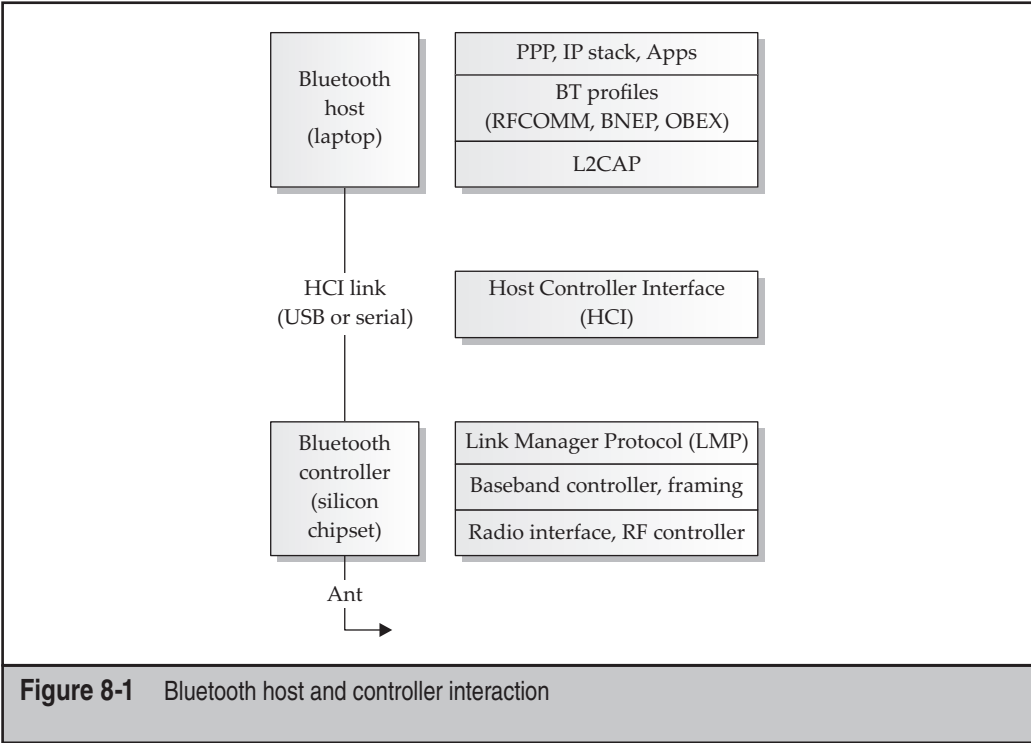 Bluetooth
host
(laptop)
PPP, IP stack, Apps
BT profiles
(RFCOMM, BNEP, OBEX)
L2CAP
HCI link
(USB or serial)
Host Controller Interface
(HCI)
Bluetooth
controller
(silicon
chipset)
Link Manager Protocol (LMP)
Baseband controller, framing
Radio interface, RF controller
Ant
Figure 8-1 Bluetooth host and controller interaction